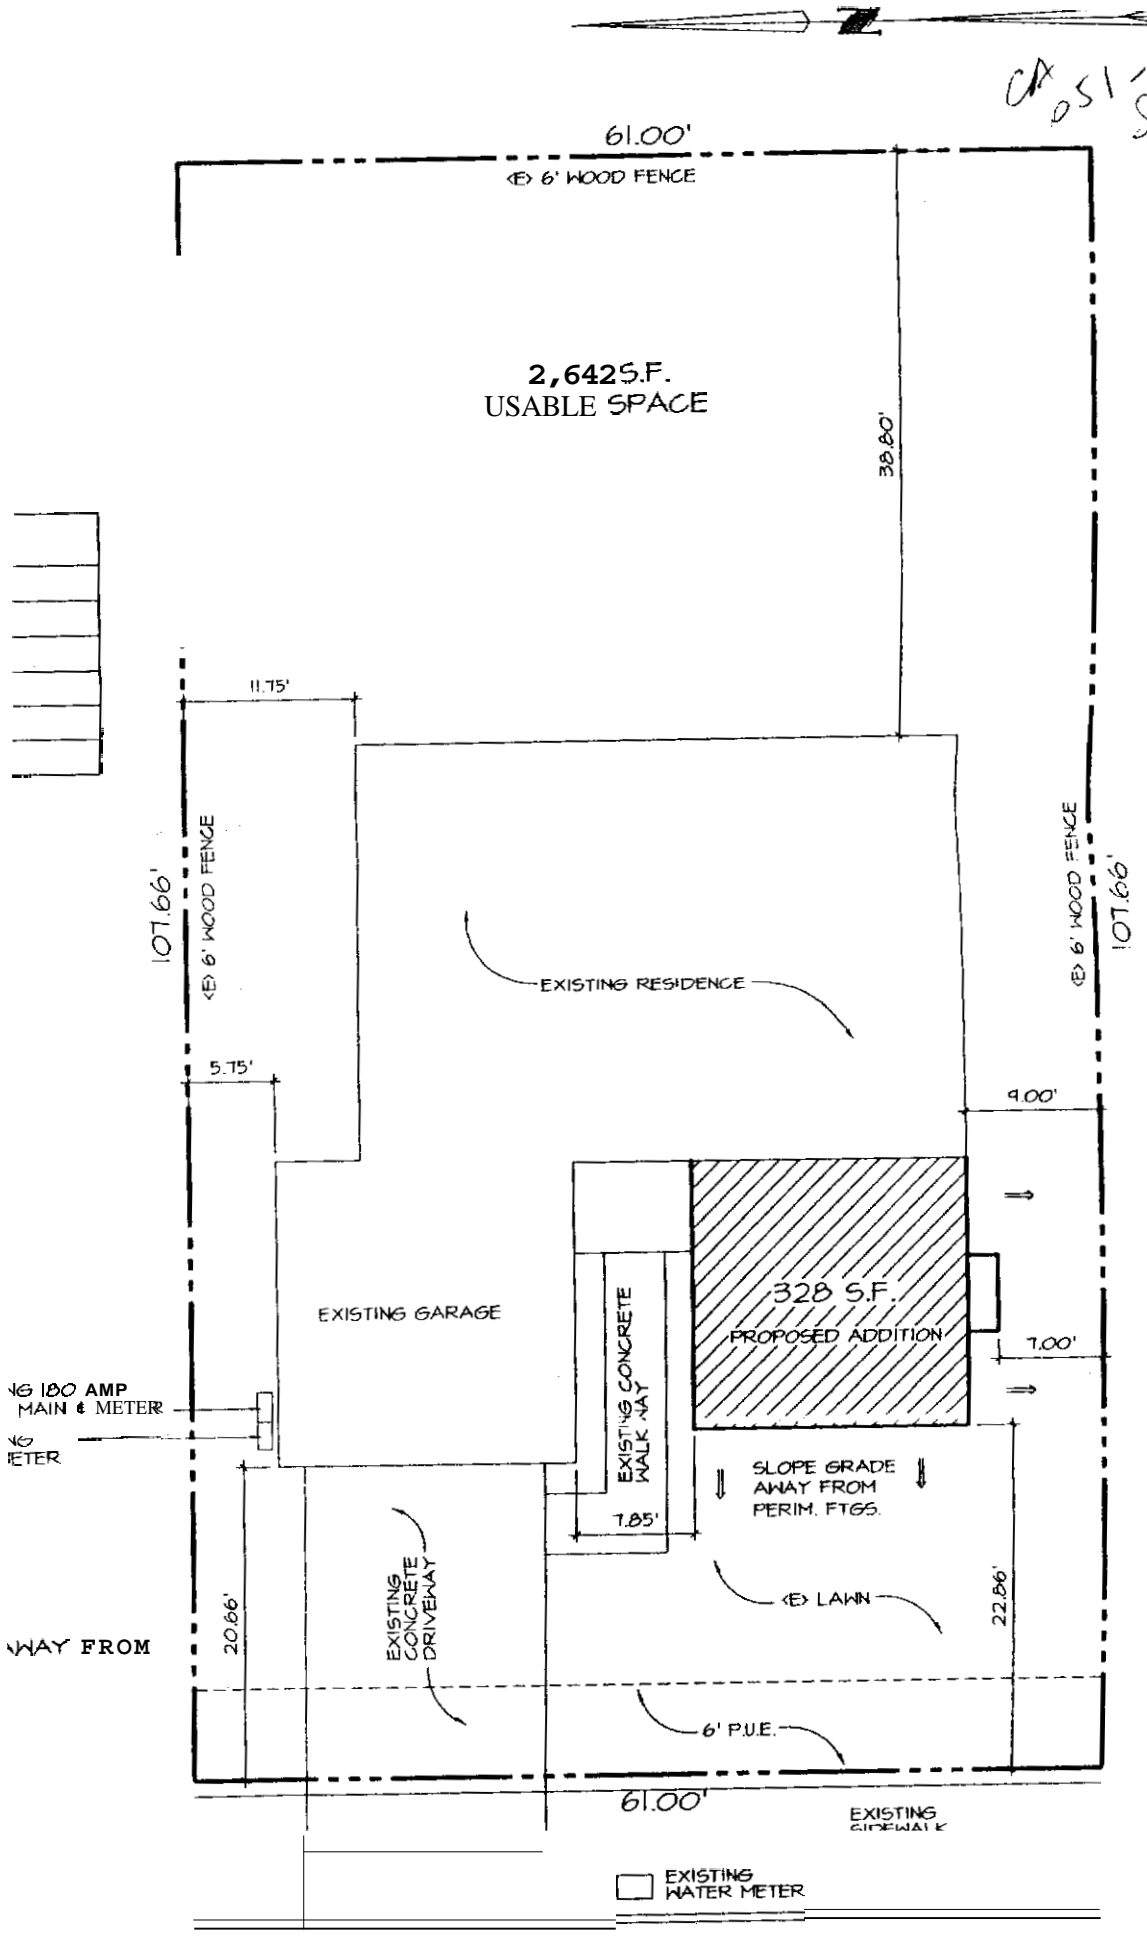 Z
61.00'
<E> 6' WOOD FENCE
2,642 S.F.
USABLE SPACE
38.80'
11.75'
107.66'
<E> 6' WOOD FENCE
<E> 6' WOOD FENCE
107.66'
EXISTING RESIDENCE
5.75'
9.00'
328 S.F.
PROPOSED ADDITION
EXISTING GARAGE
EXISTING CONCRETE
WALK WAY
7.00'
180 AMP
MAIN & METER
SLOPE GRADE
AWAY FROM
PERIM. FTGS.
7.85'
EXISTING
CONCRETE
DRIVEWAY
<E> LAWN
20.66'
22.86'
AWAY FROM
6' P.U.E.
61.00'
EXISTING
SIDEWALK
EXISTING
WATER METER